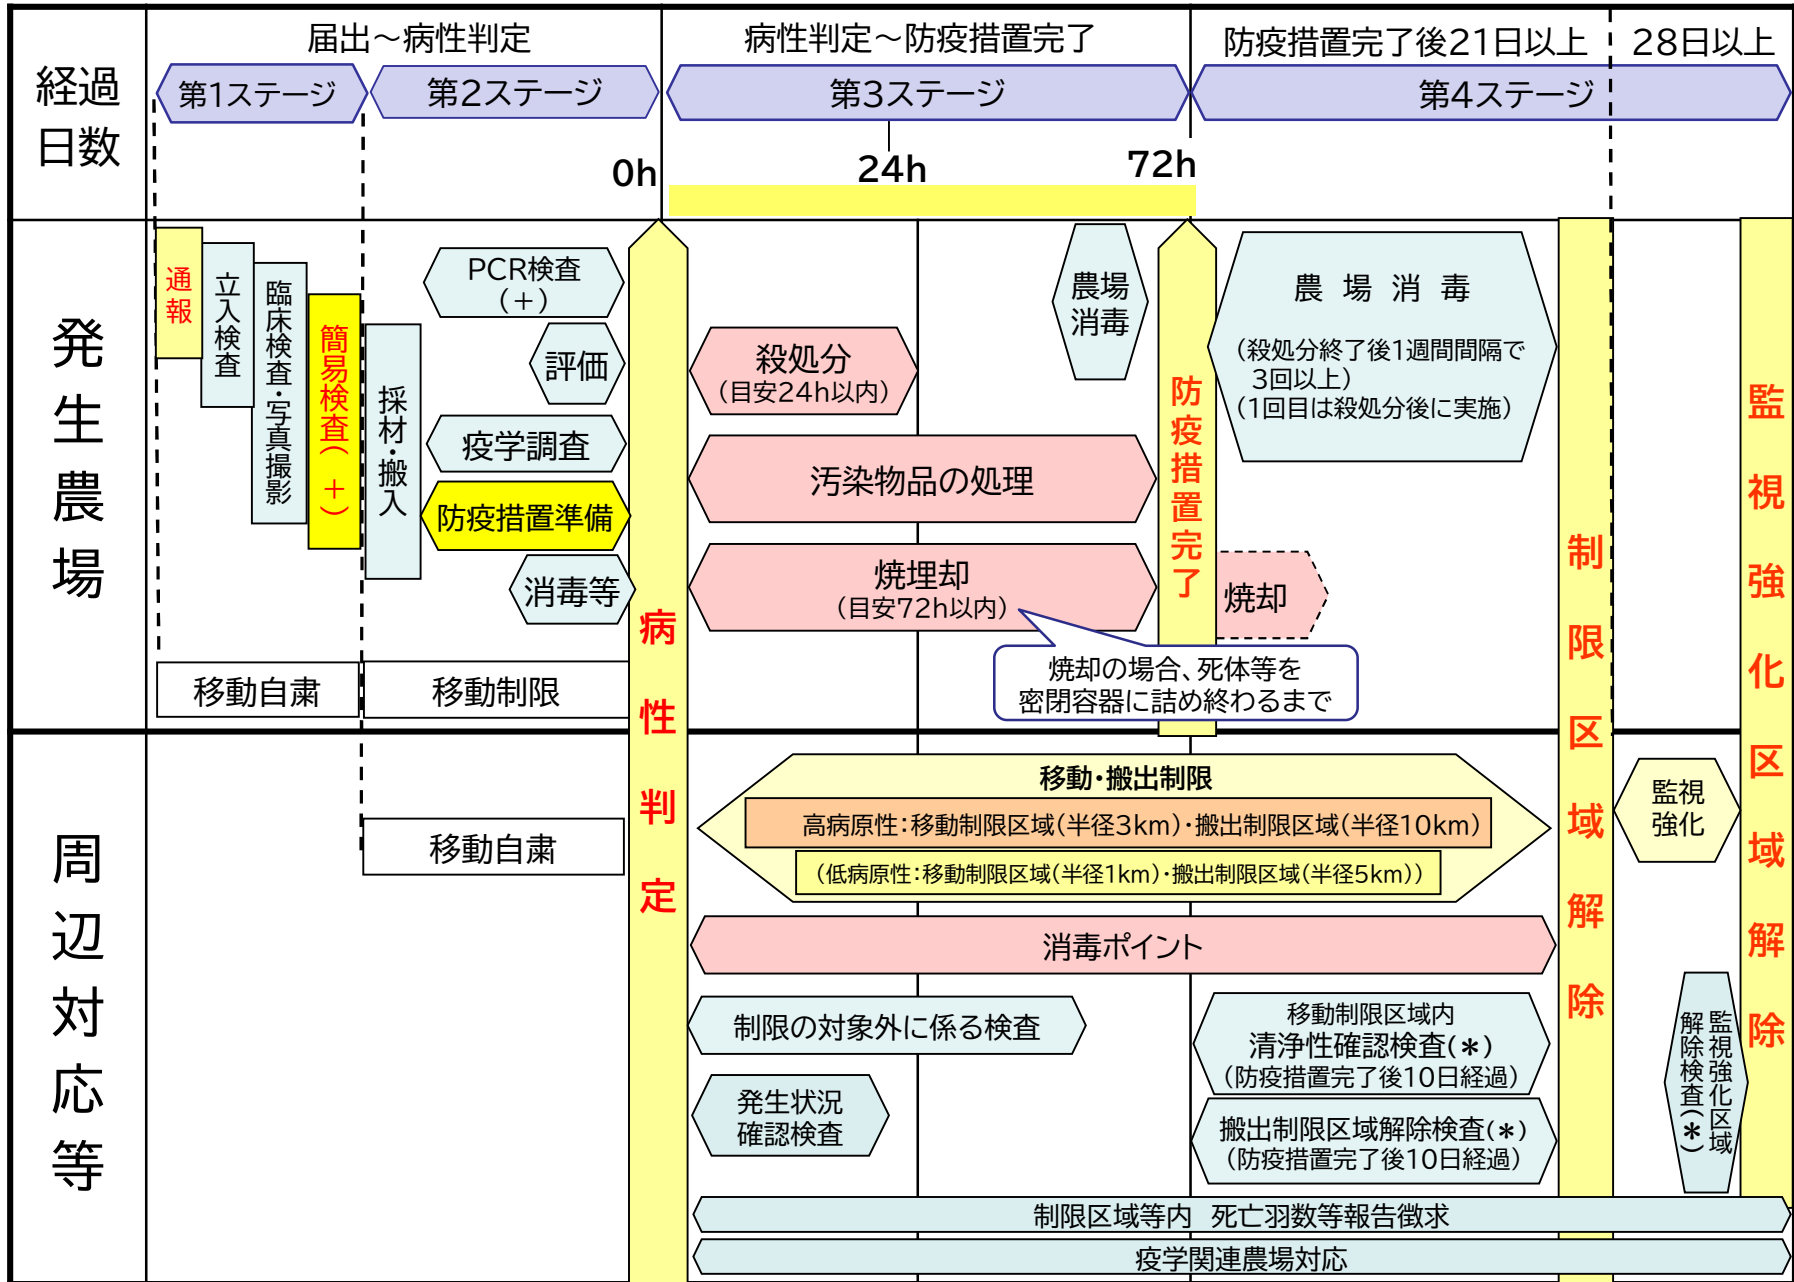 経過
日数
届出～病性判定
病性判定～防疫措置完了
防疫措置完了後21日以上
28日以上
第1ステージ
第2ステージ
第3ステージ
第4ステージ
0h
24h
72h
発生農場
通報
立入検査
臨床検査・写真撮影
簡易検査（＋）
採材・搬入
PCR検査
（＋）
評価
疫学調査
防疫措置準備
消毒等
移動自粛
移動制限
病性判定
殺処分
（目安24h以内）
汚染物品の処理
焼埋却
（目安72h以内）
焼却の場合、死体等を
密閉容器に詰め終わるまで
農場
消毒
防疫措置完了
農場消毒
（殺処分終了後1週間間隔で
3回以上）
（1回目は殺処分後に実施）
焼却
制限区域解除
監視強化区域解除
周辺対応等
移動自粛
移動・搬出制限
高病原性：移動制限区域（半径3km）・搬出制限区域（半径10km）
（低病原性：移動制限区域（半径1km）・搬出制限区域（半径5km））
監視
強化
消毒ポイント
制限の対象外に係る検査
発生状況
確認検査
移動制限区域内
清浄性確認検査(＊)
（防疫措置完了後10日経過）
搬出制限区域解除検査(＊)
（防疫措置完了後10日経過）
監視強化区域
解除検査(＊)
制限区域等内　死亡羽数等報告徴求
疫学関連農場対応